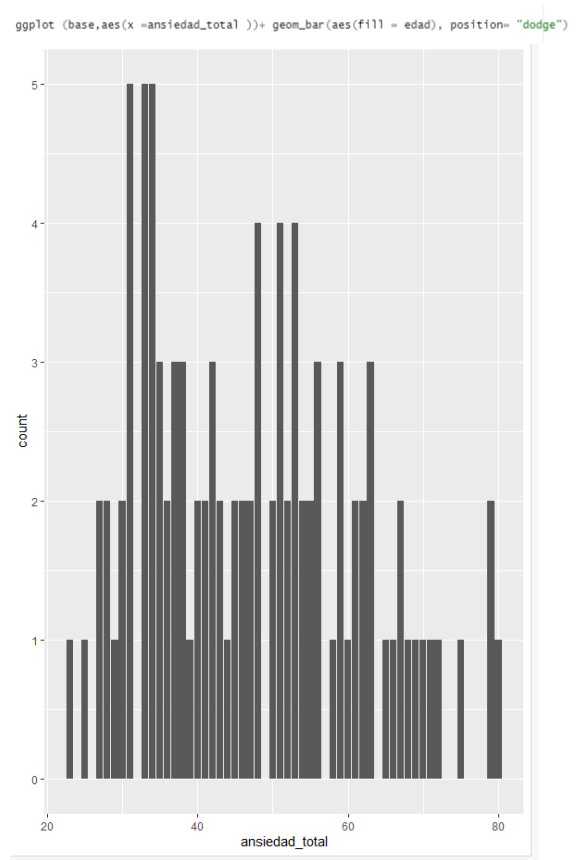 ggplot (base,aes(x =ansiedad_total ))+ geom_bar(aes(fill = edad), position= "dodge")
5
4
3
2
1
0
count
20 40 60 80
ansiedad_total